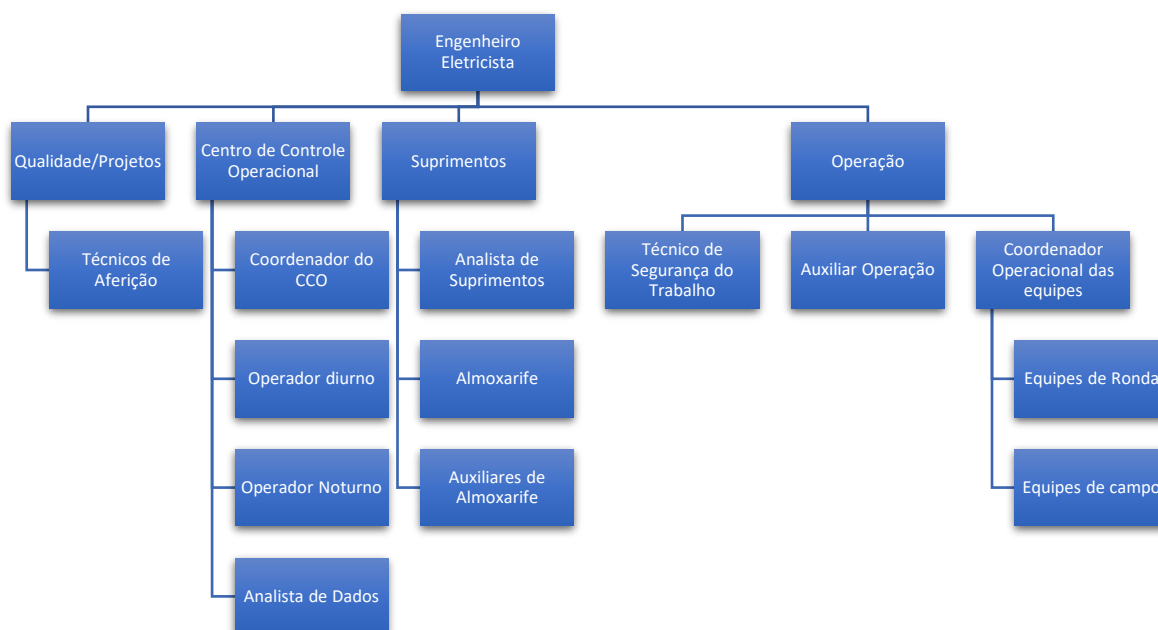 Engenheiro
Eletricista
Qualidade/Projetos
Centro de Controle
Operacional
Suprimentos
Operação
Técnicos de
Aferição
Coordenador do
CCO
Analista de
Suprimentos
Técnico de
Segurança do
Trabalho
Auxiliar Operação
Coordenador
Operacional das
equipes
Operador diurno
Almoxarife
Equipes de Ronda
Operador Noturno
Auxiliares de
Almoxarife
Equipes de campo
Analista de Dados